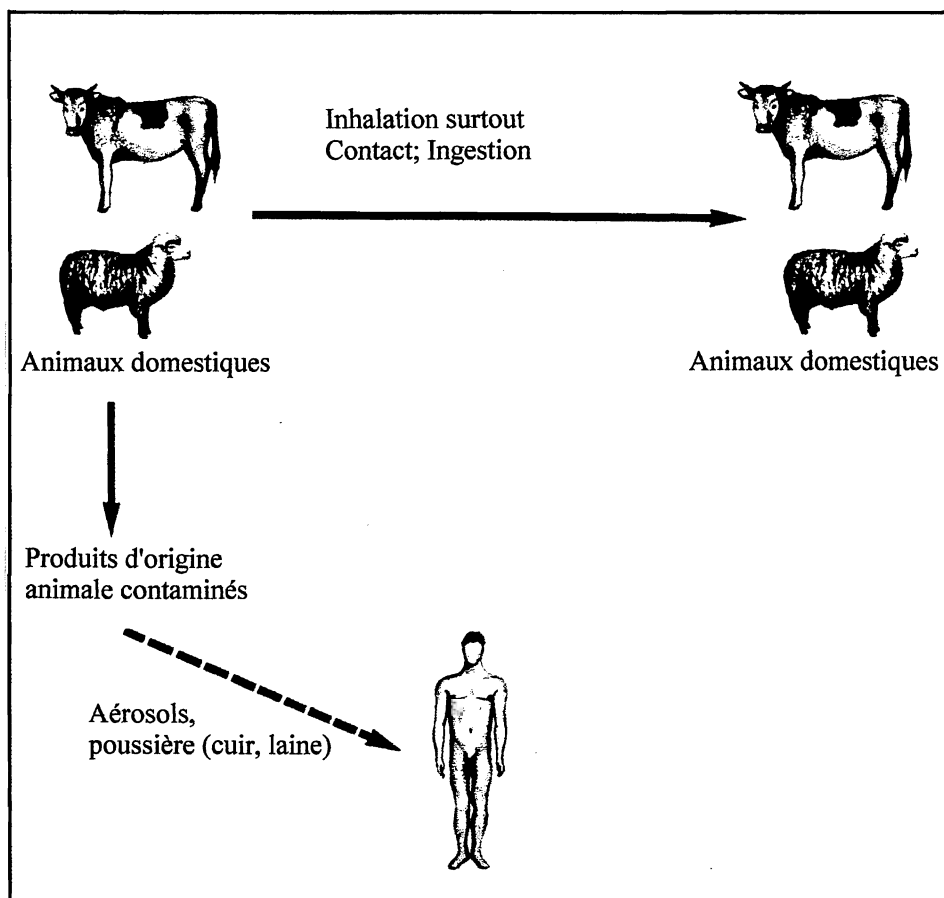 Inhalation surtout
Contact; Ingestion
Animaux domestiques
Animaux domestiques
Produits d'origine
animale contaminés
Aérosols,
poussière (cuir, laine)